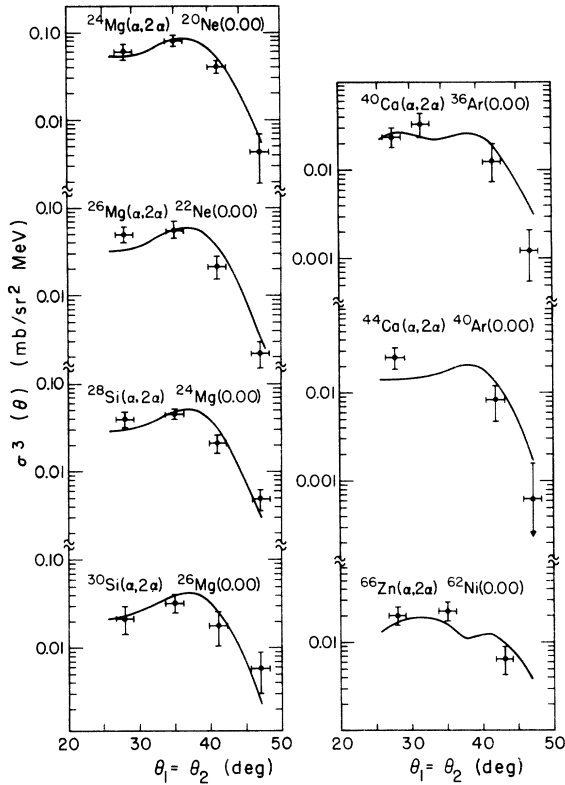 ²⁴Mg(α,2α) ²⁰Ne(0.00)
0.10
0.01
²⁶Mg(α,2α) ²²Ne(0.00)
0.10
0.01
²⁸Si(α,2α) ²⁴Mg(0.00)
0.10
0.01
³⁰Si(α,2α) ²⁶Mg(0.00)
0.10
0.01
σ³ (θ) (mb/sr² MeV)
20 30 40 50
θ₁ = θ₂ (deg)
⁴⁰Ca(α,2α) ³⁶Ar(0.00)
0.01
0.001
⁴⁴Ca(α,2α) ⁴⁰Ar(0.00)
0.01
0.001
⁶⁶Zn(α,2α) ⁶²Ni(0.00)
0.01
20 30 40 50
θ₁ = θ₂ (deg)